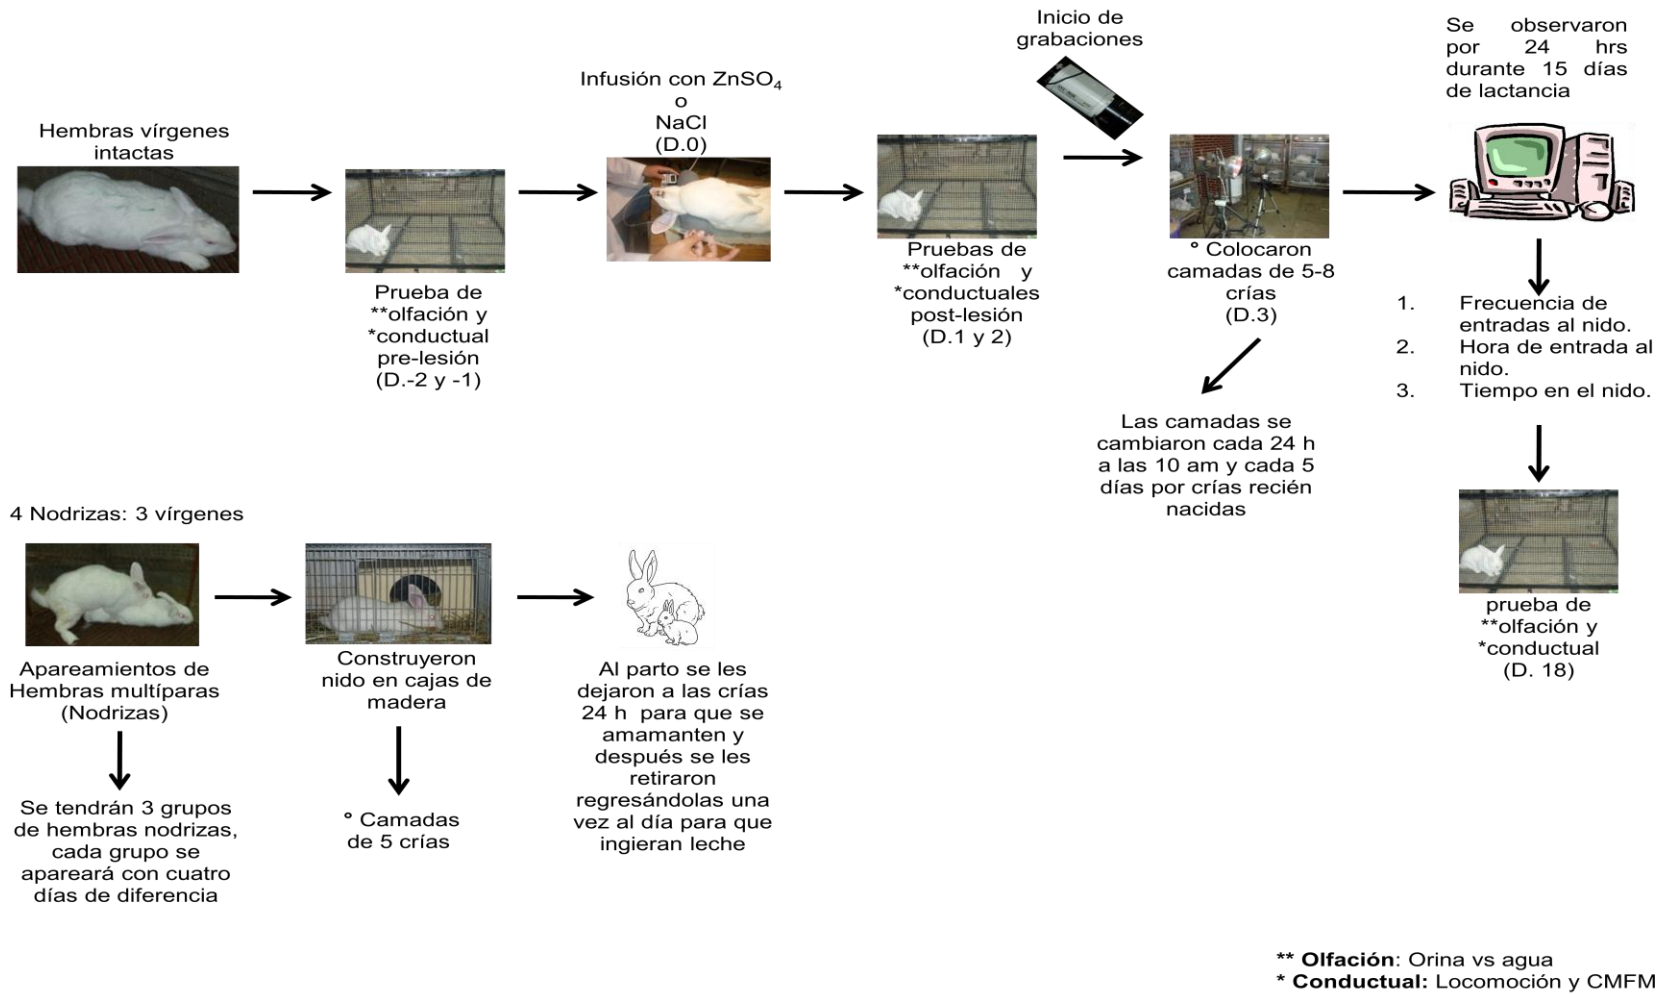 Hembras vírgenes
intactas
Prueba de
**olfación y
*conductual
pre-lesión
(D.-2 y -1)
Infusión con ZnSO₄
o
NaCl
(D.0)
Pruebas de
**olfación y
*conductuales
post-lesión
(D.1 y 2)
Inicio de
grabaciones
° Colocaron
camadas de 5-8
crías
(D.3)
Las camadas se
cambiaron cada 24 h
a las 10 am y cada 5
días por crías recién
nacidas
Se observaron
por 24 hrs
durante 15 días
de lactancia
1. Frecuencia de
entradas al nido.
2. Hora de entrada al
nido.
3. Tiempo en el nido.
prueba de
**olfación y
*conductual
(D. 18)
4 Nodrizas: 3 vírgenes
Apareamientos de
Hembras multíparas
(Nodrizas)
Se tendrán 3 grupos
de hembras nodrizas,
cada grupo se
apareará con cuatro
días de diferencia
Construyeron
nido en cajas de
madera
° Camadas
de 5 crías
Al parto se les
dejaron a las crías
24 h para que se
amamanten y
después se les
retiraron
regresándolas una
vez al día para que
ingieran leche
** Olfación: Orina vs agua
* Conductual: Locomoción y CMFM